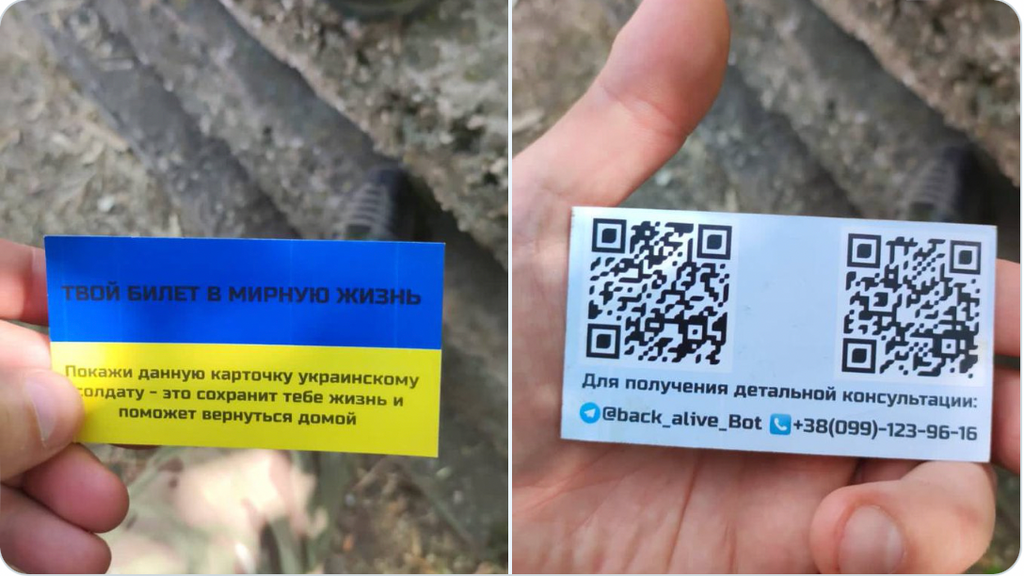 ТВОЙ БИЛЕТ В МИРНУЮ ЖИЗНЬ
Покажи данную карточку украинскому
солдату - это сохранит тебе жизнь и
поможет вернуться домой
Для получения детальной консультации:
@back_alive_Bot +38(099)-123-96-16